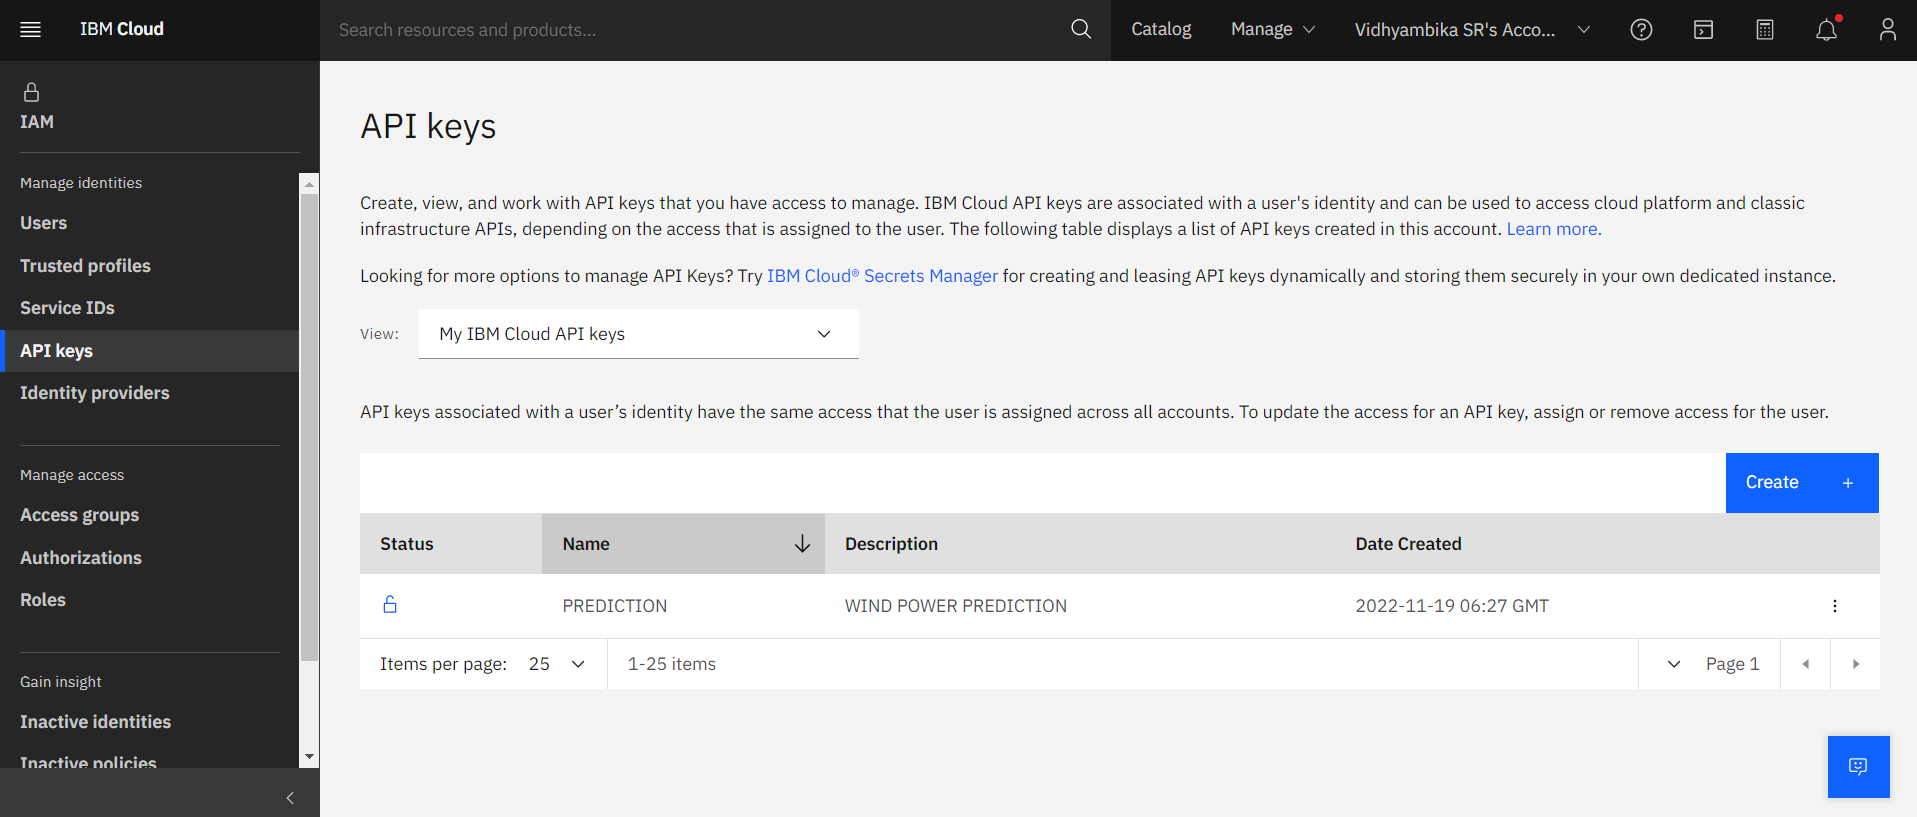 IBM Cloud
Search resources and products...
Catalog
Manage
Vidhyambika SR's Acco...
IAM
Manage identities
Users
Trusted profiles
Service IDs
API keys
Identity providers
Manage access
Access groups
Authorizations
Roles
Gain insight
Inactive identities
Inactive policies
API keys
Create, view, and work with API keys that you have access to manage. IBM Cloud API keys are associated with a user's identity and can be used to access cloud platform and classic
infrastructure APIs, depending on the access that is assigned to the user. The following table displays a list of API keys created in this account. Learn more.
Looking for more options to manage API Keys? Try IBM Cloud® Secrets Manager for creating and leasing API keys dynamically and storing them securely in your own dedicated instance.
View:
My IBM Cloud API keys
API keys associated with a user’s identity have the same access that the user is assigned across all accounts. To update the access for an API key, assign or remove access for the user.
Create +
Status Name Description Date Created
PREDICTION WIND POWER PREDICTION 2022-11-19 06:27 GMT
Items per page: 25 1-25 items Page 1